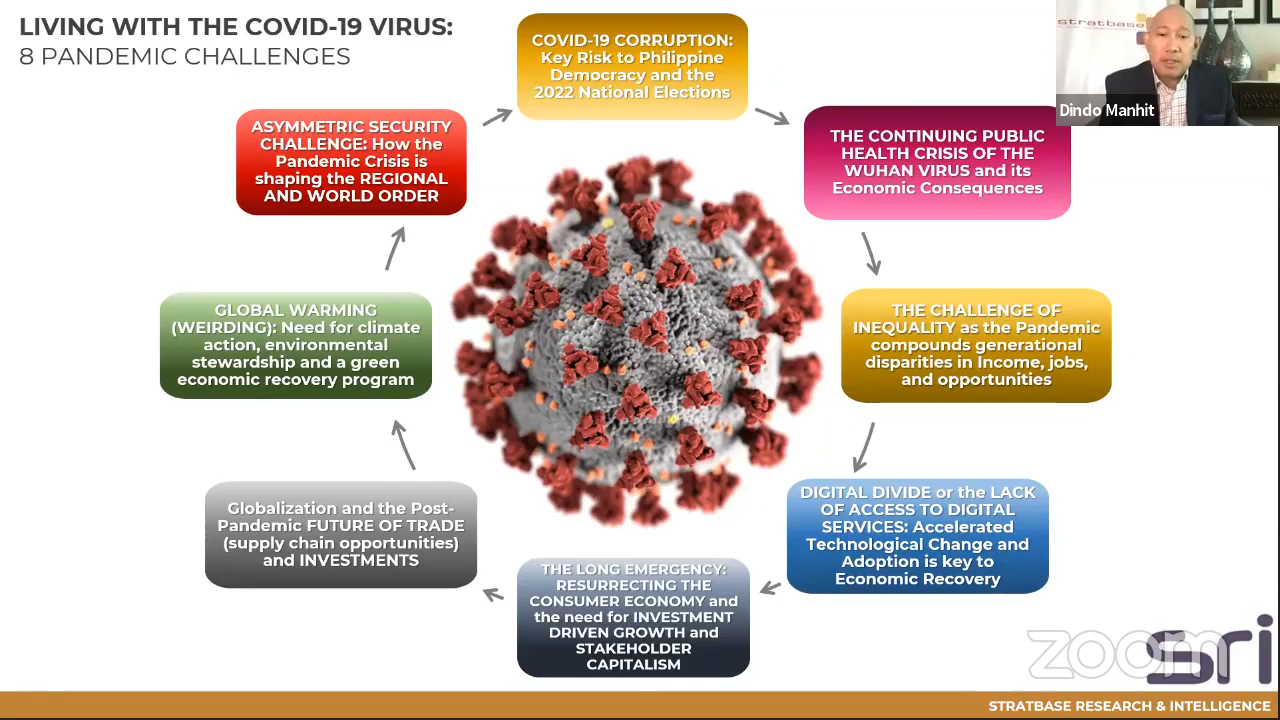 LIVING WITH THE COVID-19 VIRUS:
8 PANDEMIC CHALLENGES
COVID-19 CORRUPTION:
Key Risk to Philippine
Democracy and the
2022 National Elections
stratbase
Dindo Manhit
THE CONTINUING PUBLIC
HEALTH CRISIS OF THE
WUHAN VIRUS and its
Economic Consequences
THE CHALLENGE OF
INEQUALITY as the Pandemic
compounds generational
disparities in Income, jobs,
and opportunities
DIGITAL DIVIDE or the LACK
OF ACCESS TO DIGITAL
SERVICES: Accelerated
Technological Change and
Adoption is key to
Economic Recovery
THE LONG EMERGENCY:
RESURRECTING THE
CONSUMER ECONOMY and
the need for INVESTMENT
DRIVEN GROWTH and
STAKEHOLDER
CAPITALISM
Globalization and the Post-
Pandemic FUTURE OF TRADE
(supply chain opportunities)
and INVESTMENTS
GLOBAL WARMING
(WEIRDING): Need for climate
action, environmental
stewardship and a green
economic recovery program
ASYMMETRIC SECURITY
CHALLENGE: How the
Pandemic Crisis is
shaping the REGIONAL
AND WORLD ORDER
zoom
sri
STRATBASE RESEARCH & INTELLIGENCE